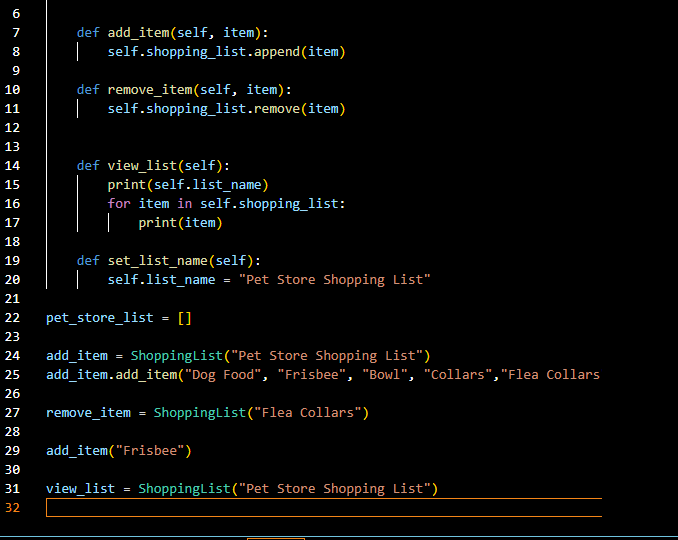 6
7 def add_item(self, item):
8 self.shopping_list.append(item)
9
10 def remove_item(self, item):
11 self.shopping_list.remove(item)
12
13
14 def view_list(self):
15 print(self.list_name)
16 for item in self.shopping_list:
17 print(item)
18
19 def set_list_name(self):
20 self.list_name = "Pet Store Shopping List"
21
22 pet_store_list = []
23
24 add_item = ShoppingList("Pet Store Shopping List")
25 add_item.add_item("Dog Food", "Frisbee", "Bowl", "Collars","Flea Collars
26
27 remove_item = ShoppingList("Flea Collars")
28
29 add_item("Frisbee")
30
31 view_list = ShoppingList("Pet Store Shopping List")
32